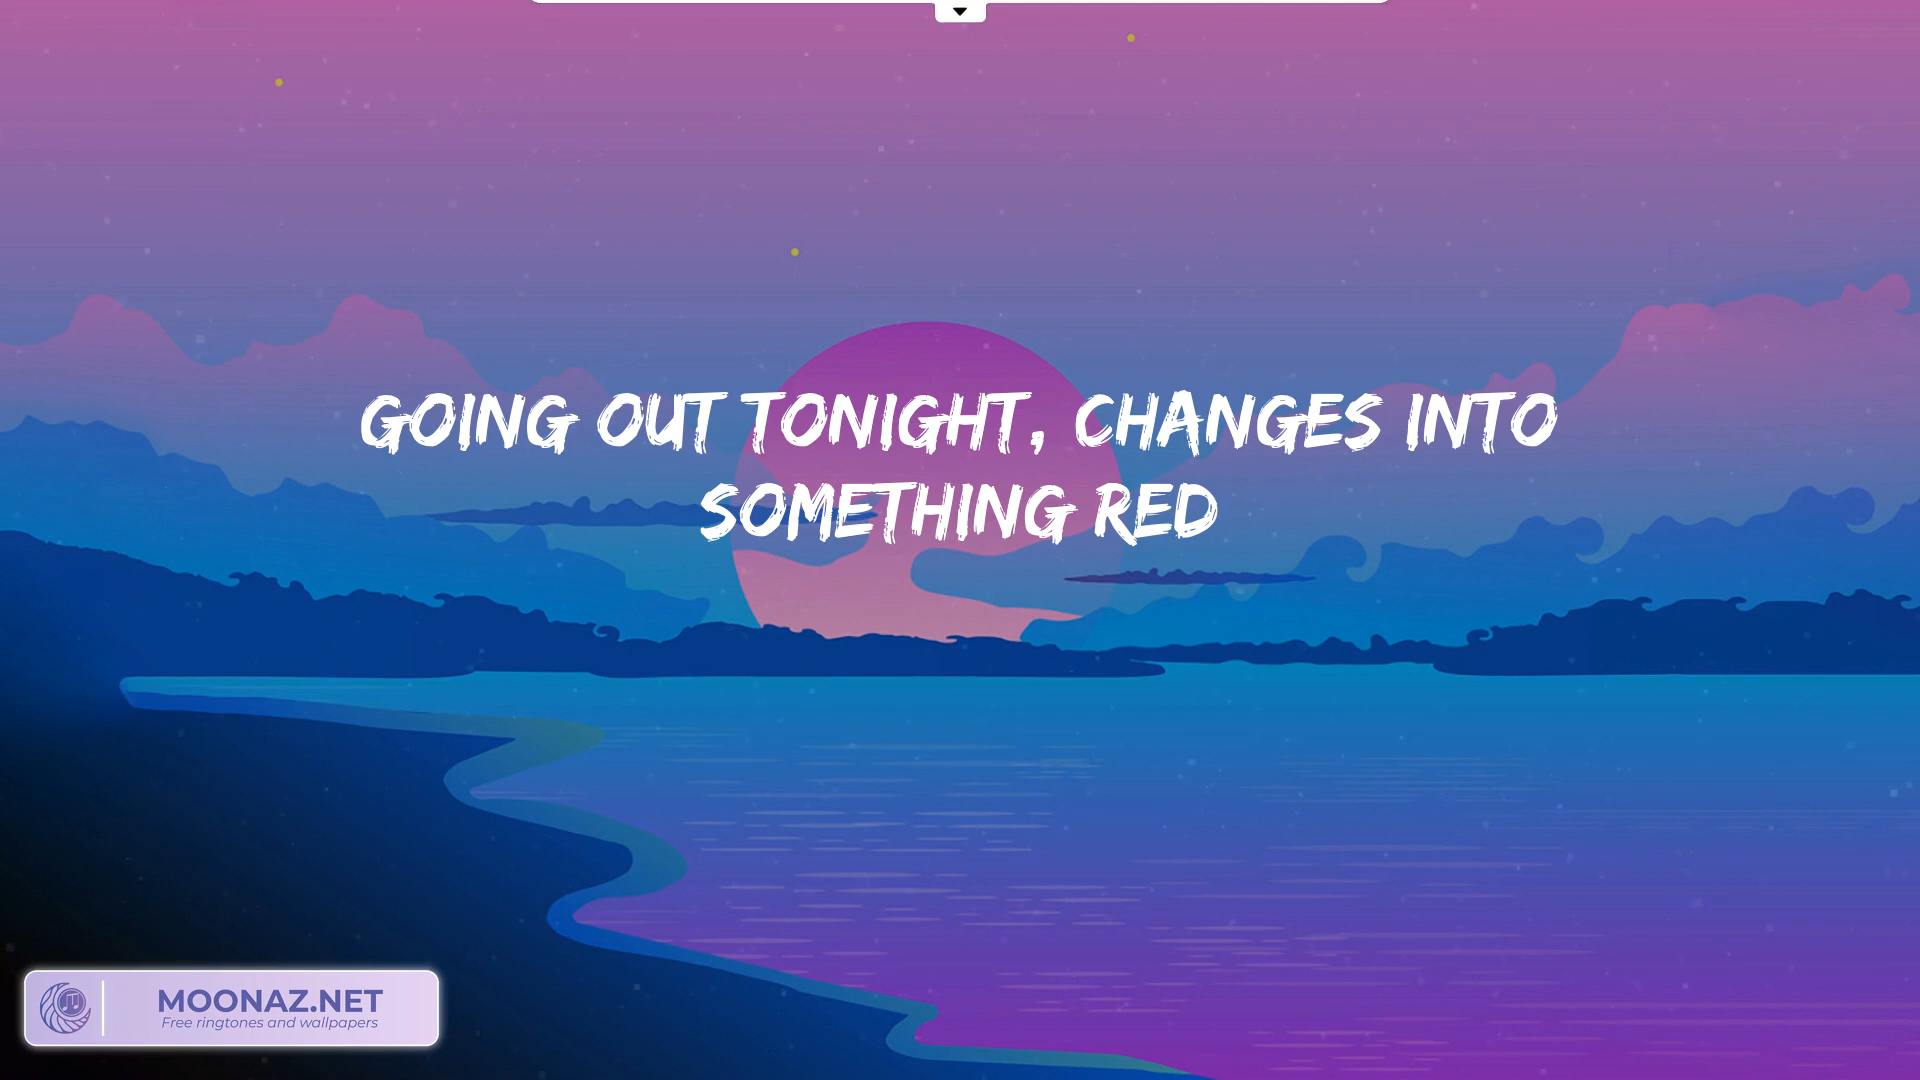 GOING OUT TONIGHT, CHANGES INTO
SOMETHING RED
MOONAZ.NET
Free ringtones and wallpapers